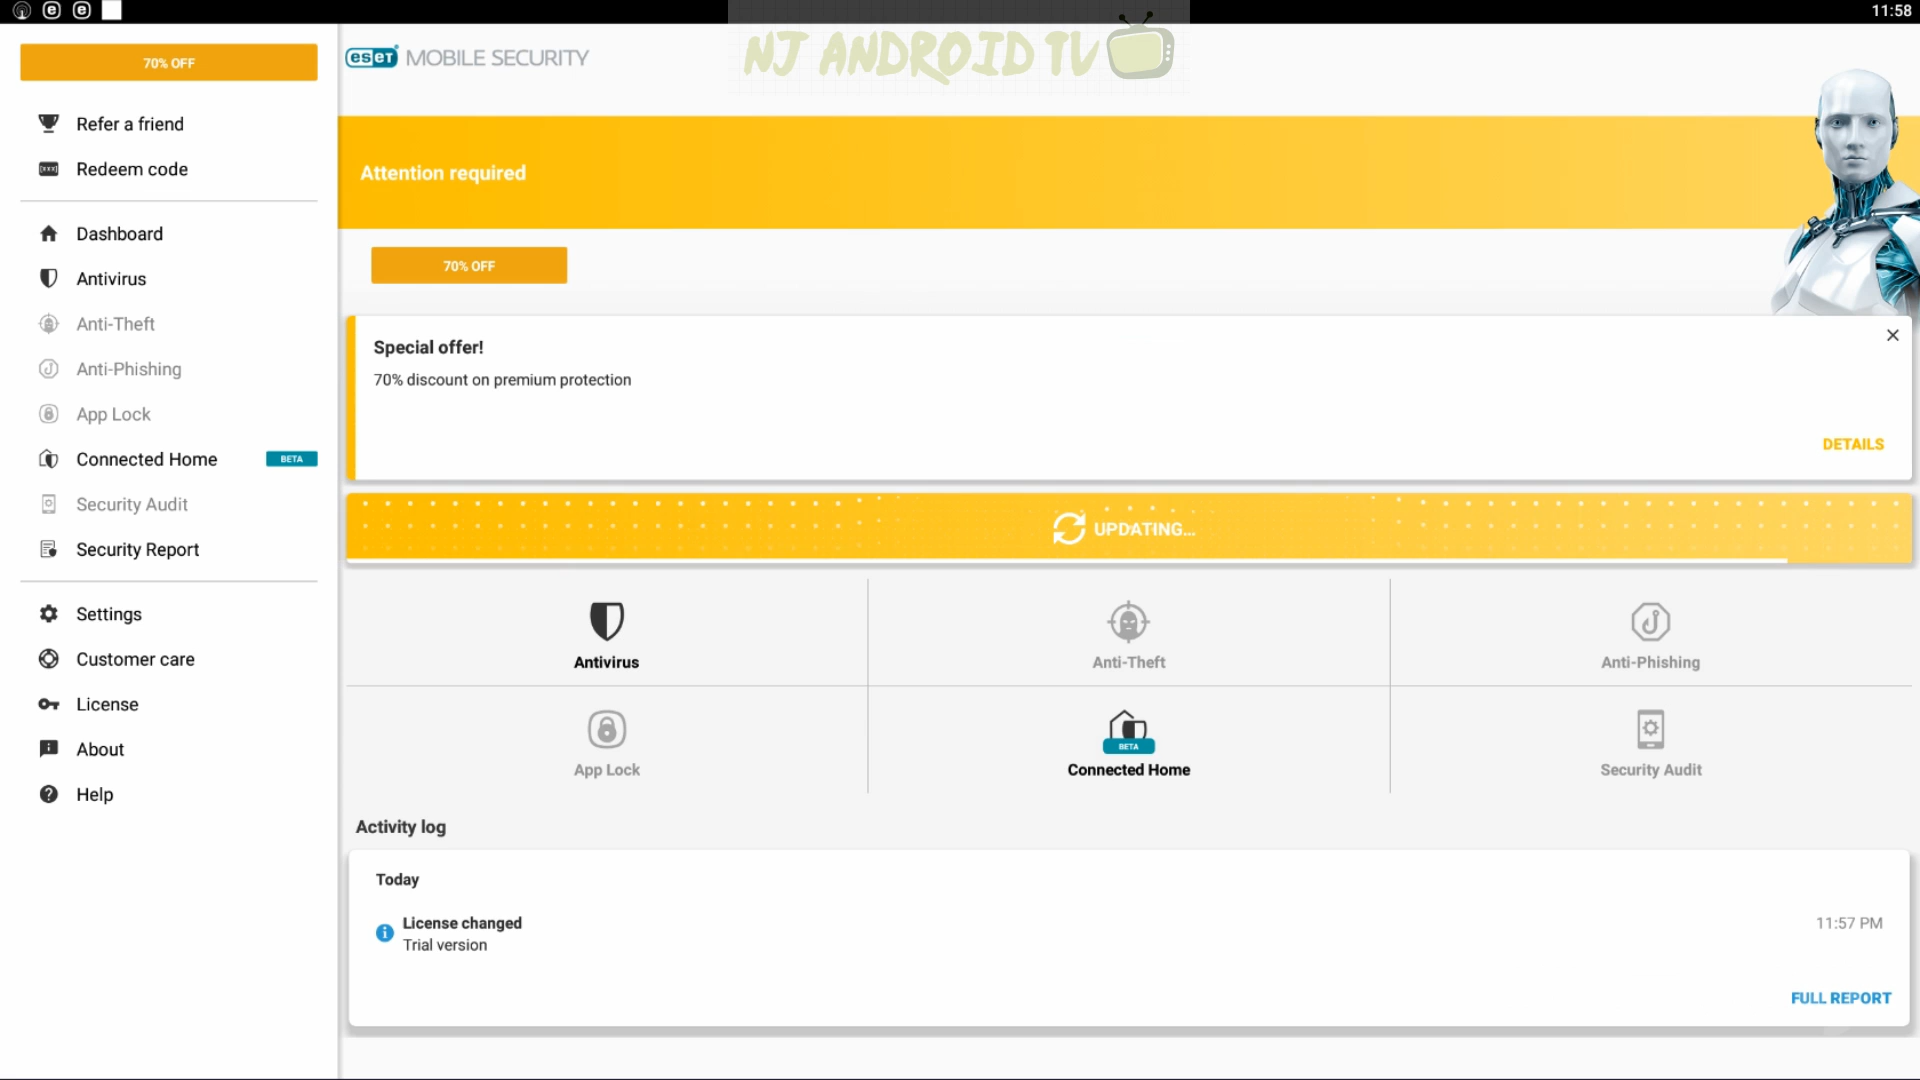 11:58
70% OFF
Refer a friend
Redeem code
Dashboard
Antivirus
Anti-Theft
Anti-Phishing
App Lock
Connected Home
BETA
Security Audit
Security Report
Settings
Customer care
License
About
Help
eset MOBILE SECURITY
NJ ANDROID TV
Attention required
70% OFF
Special offer!
70% discount on premium protection
DETAILS
UPDATING...
Antivirus
Anti-Theft
Anti-Phishing
App Lock
BETA
Connected Home
Security Audit
Activity log
Today
License changed
11:57 PM
Trial version
FULL REPORT